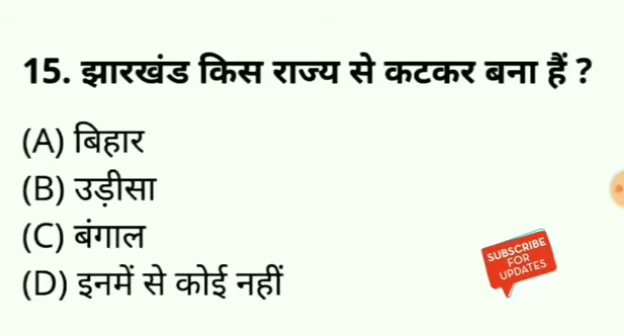 15. झारखंड किस राज्य से कटकर बना हैं ?
(A) बिहार
(B) उड़ीसा
(C) बंगाल
(D) इनमें से कोई नहीं
SUBSCRIBE
FOR
UPDATES